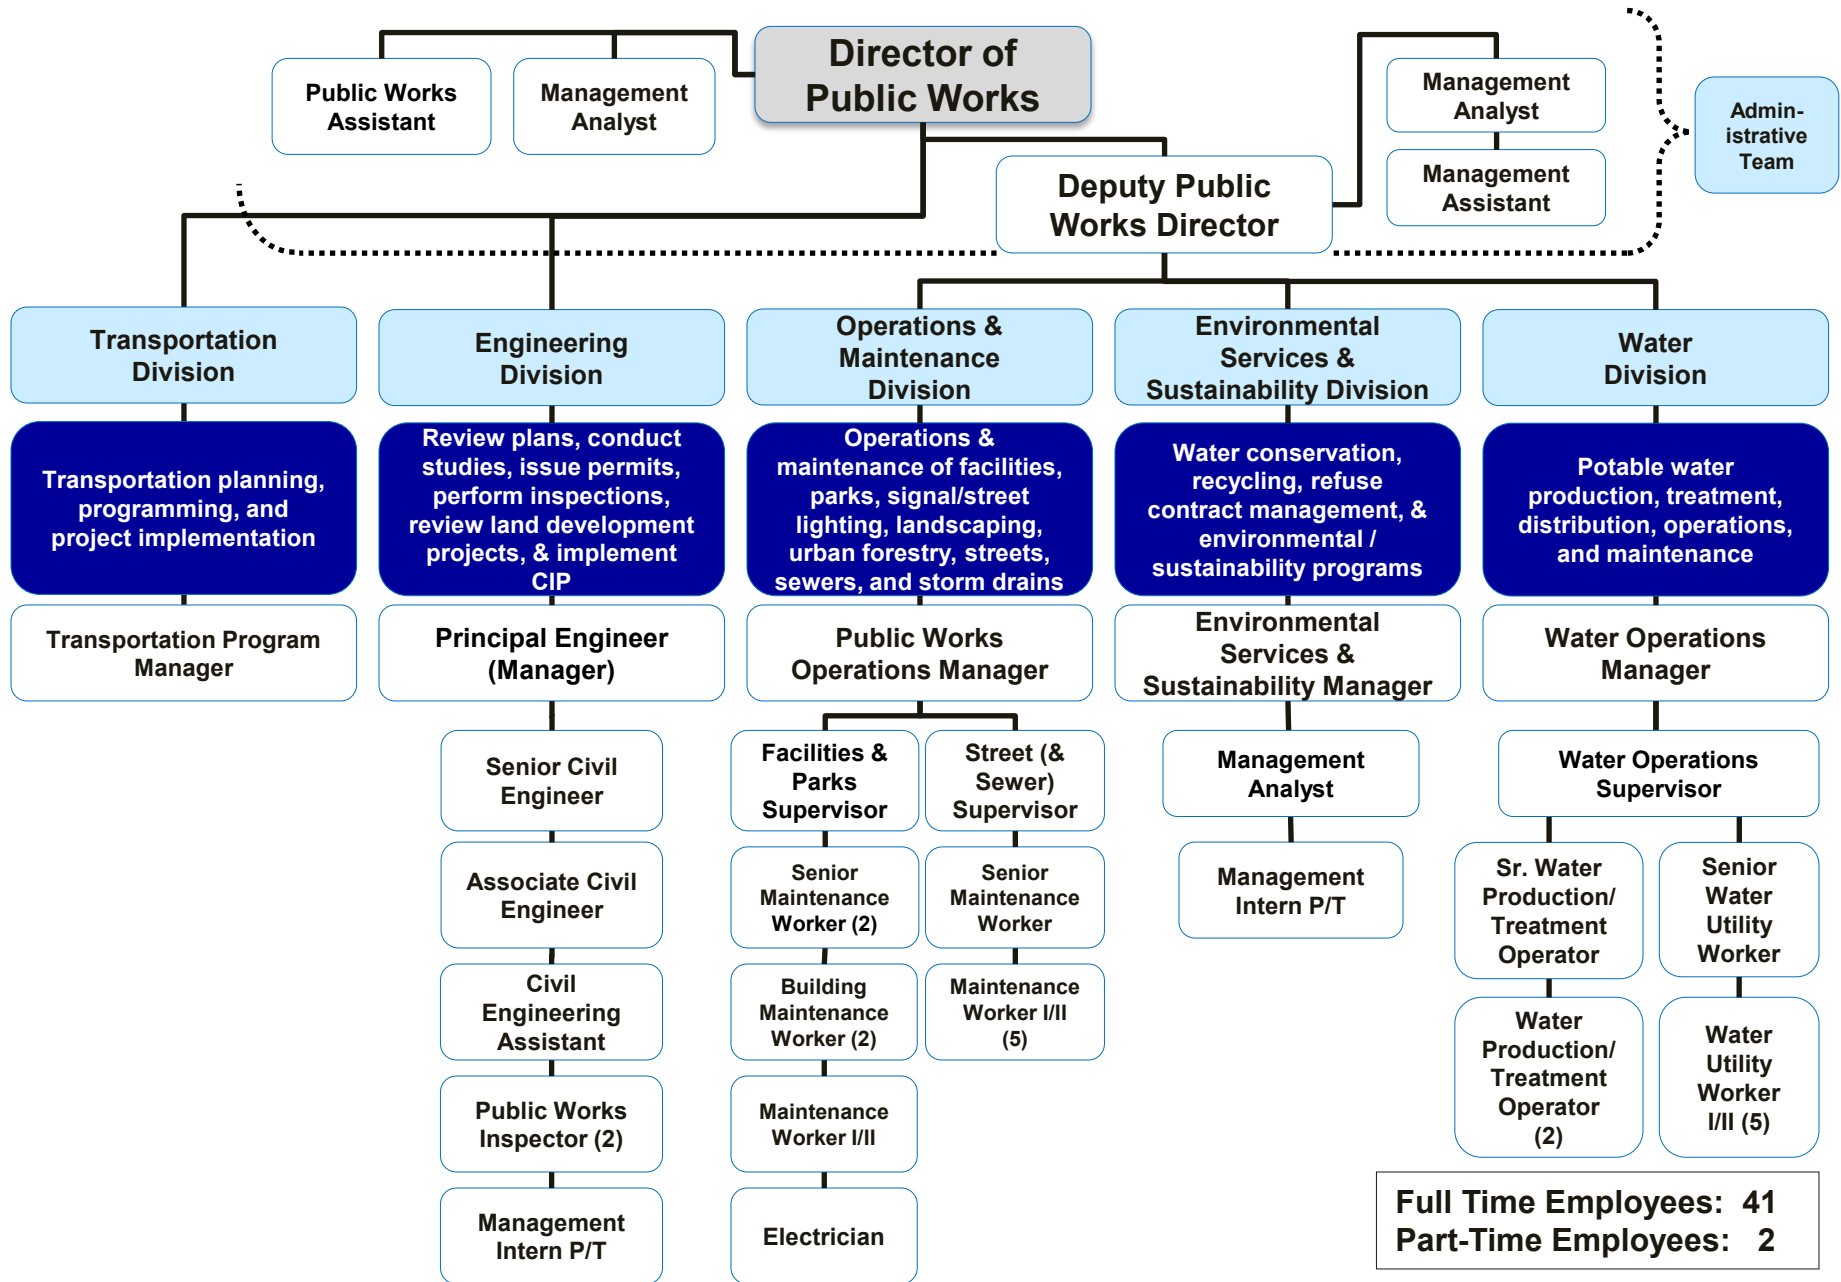 Director of
Public Works
Public Works
Assistant
Management
Analyst
Management
Analyst
Management
Assistant
Admin-
istrative
Team
Deputy Public
Works Director
Transportation
Division
Engineering
Division
Operations &
Maintenance
Division
Environmental
Services &
Sustainability Division
Water
Division
Transportation planning,
programming, and
project implementation
Review plans, conduct
studies, issue permits,
perform inspections,
review land development
projects, & implement
CIP
Operations &
maintenance of facilities,
parks, signal/street
lighting, landscaping,
urban forestry, streets,
sewers, and storm drains
Water conservation,
recycling, refuse
contract management, &
environmental /
sustainability programs
Potable water
production, treatment,
distribution, operations,
and maintenance
Transportation Program
Manager
Principal Engineer
(Manager)
Public Works
Operations Manager
Environmental
Services &
Sustainability Manager
Water Operations
Manager
Senior Civil
Engineer
Associate Civil
Engineer
Civil
Engineering
Assistant
Public Works
Inspector (2)
Management
Intern P/T
Facilities &
Parks
Supervisor
Senior
Maintenance
Worker (2)
Building
Maintenance
Worker (2)
Maintenance
Worker I/II
Electrician
Street (&
Sewer)
Supervisor
Senior
Maintenance
Worker
Maintenance
Worker I/II
(5)
Management
Analyst
Management
Intern P/T
Water Operations
Supervisor
Sr. Water
Production/
Treatment
Operator
Water
Production/
Treatment
Operator
(2)
Senior
Water
Utility
Worker
Water
Utility
Worker
I/II (5)
Full Time Employees: 41
Part-Time Employees: 2